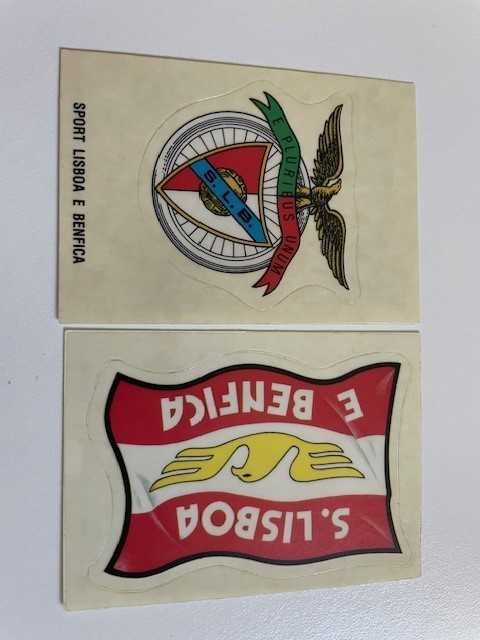 E PLURIBUS UNUM
S. L. B.
SPORT LISBOA E BENFICA
S. LISBOA
E BENFICA